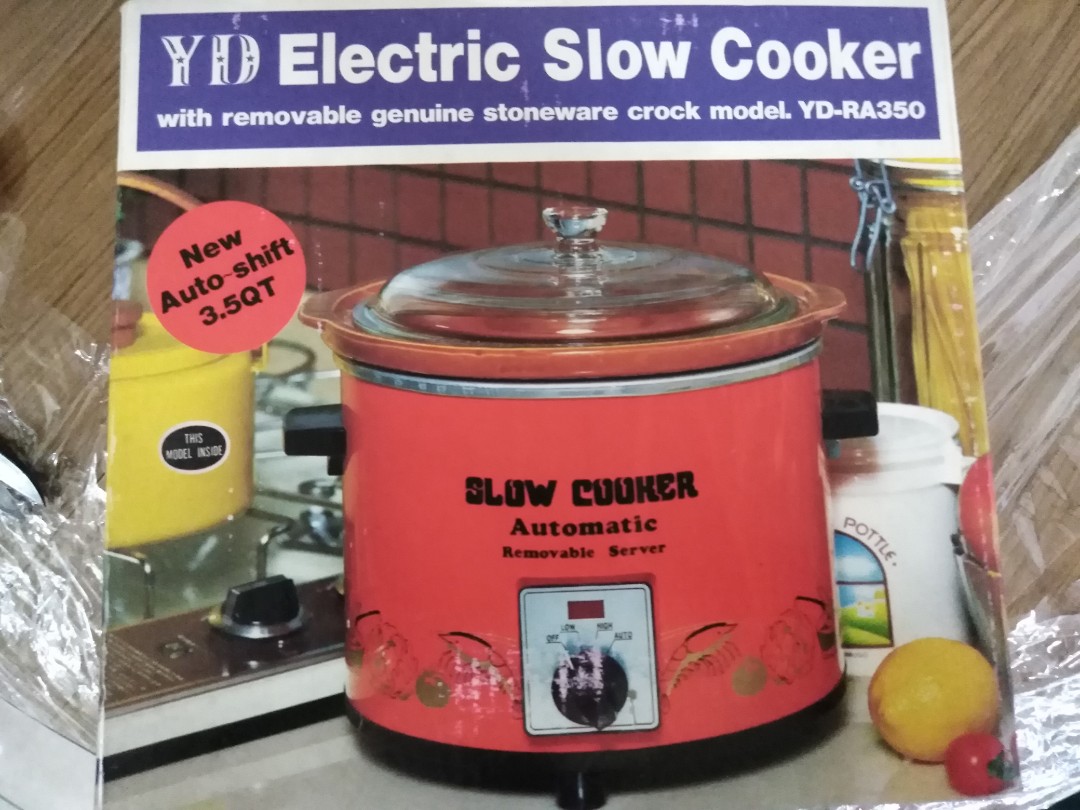 YD Electric Slow Cooker
with removable genuine stoneware crock model. YD-RA350
New
Auto-shift
3.5QT
THIS
MODEL INSIDE
SLOW COOKER
Automatic
Removable Server
OFF LOW HIGH AUTO
POTTLE